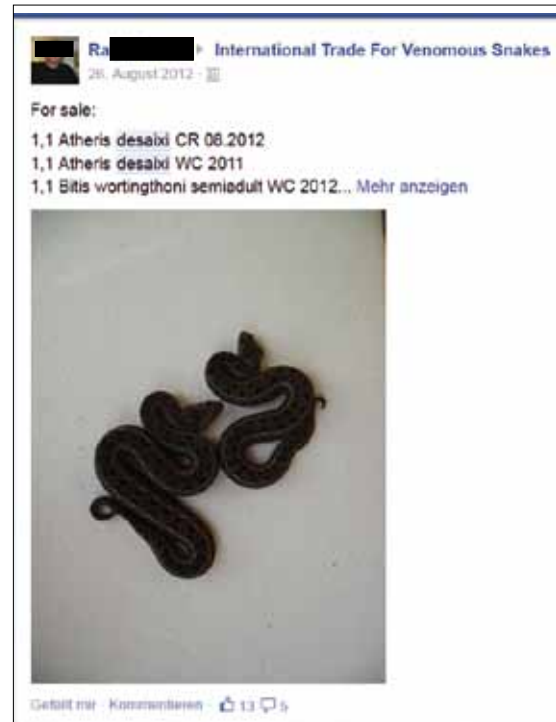 Ra ▸ International Trade For Venomous Snakes
26. August 2012 ·
For sale:
1,1 Atheris desaixi CR 08.2012
1,1 Atheris desaixi WC 2011
1,1 Bitis wortingthoni semiadult WC 2012... Mehr anzeigen
Gefällt mir · Kommentieren · 13 5